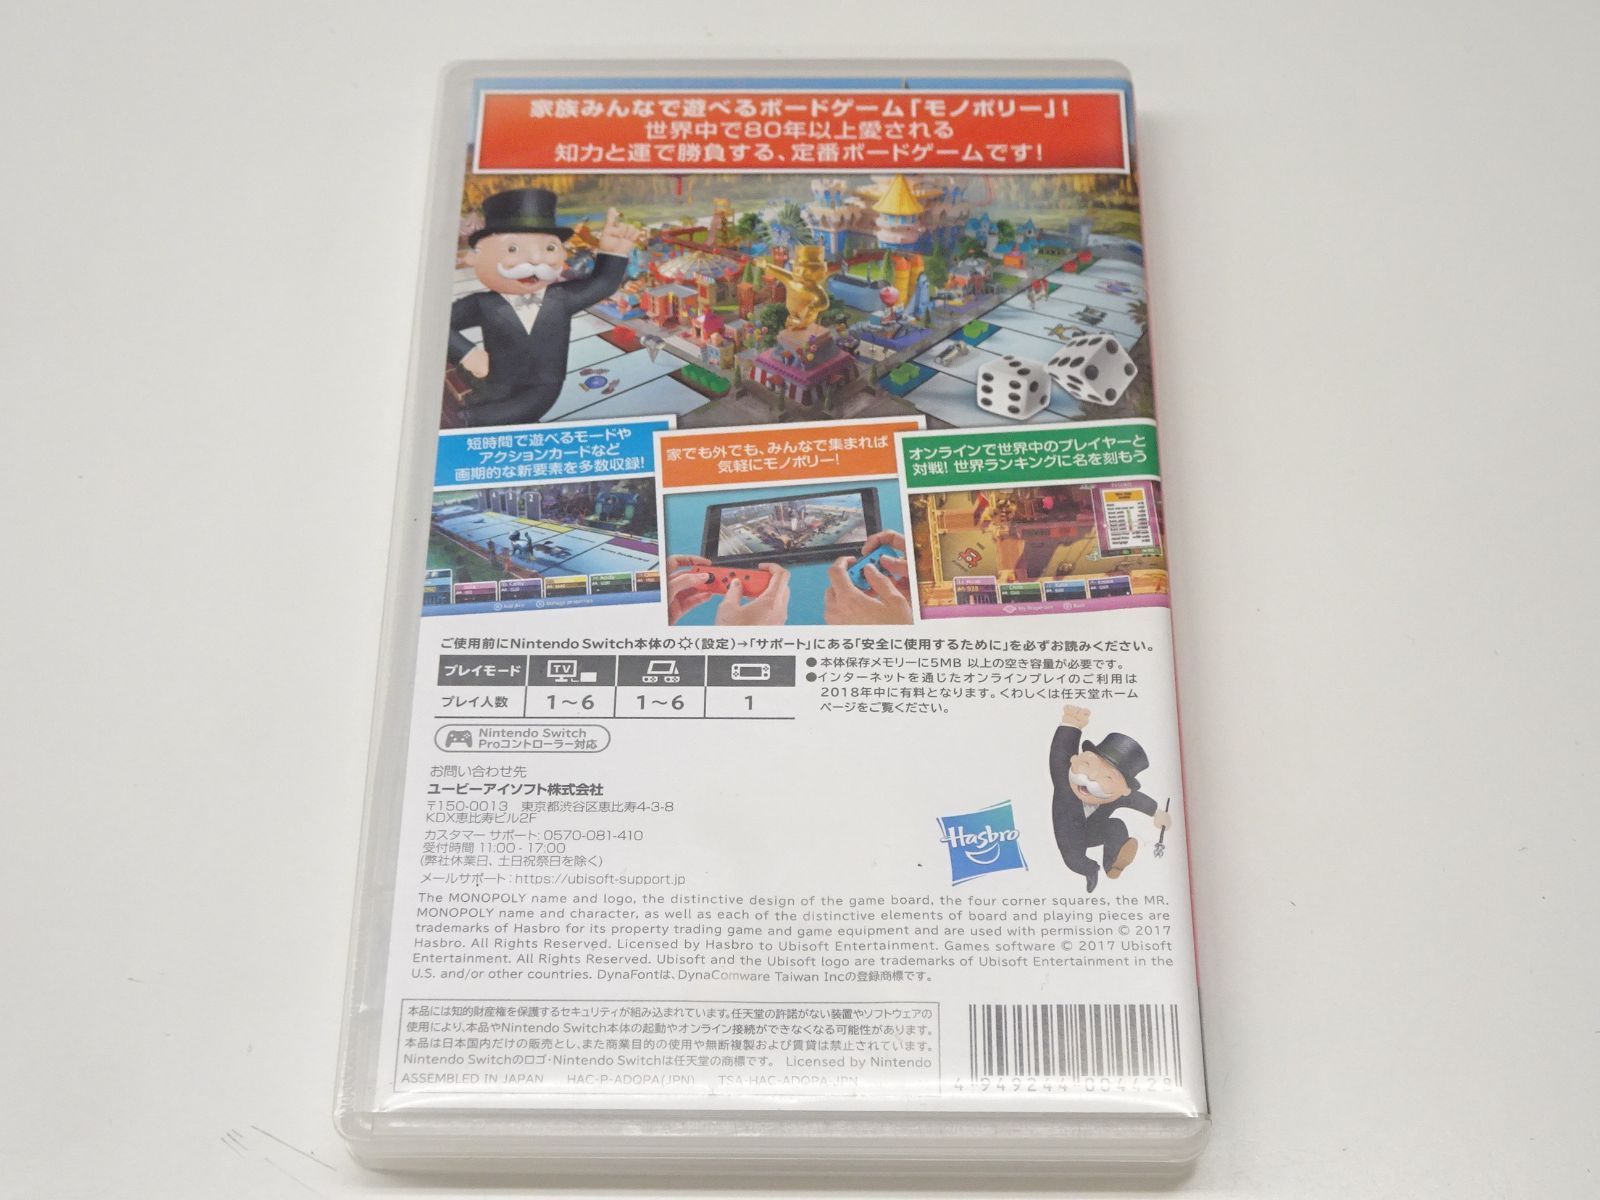 家族みんなで遊べるボードゲーム「モノポリー」!
世界中で80年以上愛される
知力と運で勝負する、定番ボードゲームです!
短時間で遊べるモードや
アクションカードなど
画期的な新要素を多数収録!
家でも外でも、みんなで集まれば
気軽にモノポリー!
オンラインで世界中のプレイヤーと
対戦! 世界ランキングに名を刻もう
ご使用前にNintendo Switch本体の(設定)→「サポート」にある「安全に使用するために」を必ずお読みください。
プレイモード TV
プレイ人数 1〜6 1〜6 1
●本体保存メモリーに5MB 以上の空き容量が必要です。
●インターネットを通じたオンラインプレイのご利用は
2018年中に有料となります。くわしくは任天堂ホーム
ページをご覧ください。
Nintendo Switch
Proコントローラー対応
お問い合わせ先
ユービーアイソフト株式会社
〒150-0013 東京都渋谷区恵比寿4-3-8
KDX恵比寿ビル2F
カスタマー サポート: 0570-081-410
受付時間 11:00 - 17:00
(弊社休業日、土日祝祭日を除く)
メールサポート : https://ubisoft-support.jp
Hasbro
The MONOPOLY name and logo, the distinctive design of the game board, the four corner squares, the MR.
MONOPOLY name and character, as well as each of the distinctive elements of board and playing pieces are
trademarks of Hasbro for its property trading game and game equipment and are used with permission © 2017
Hasbro. All Rights Reserved. Licensed by Hasbro to Ubisoft Entertainment. Games software © 2017 Ubisoft
Entertainment. All Rights Reserved. Ubisoft and the Ubisoft logo are trademarks of Ubisoft Entertainment in the
U.S. and/or other countries. DynaFontは、DynaComware Taiwan Incの登録商標です。
本品には知的財産権を保護するセキュリティが組み込まれています。任天堂の許諾がない装置やソフトウェアの
使用により、本品やNintendo Switch本体の起動やオンライン接続ができなくなる可能性があります。
本品は日本国内だけの販売とし、また商業目的の使用や無断複製および賃貸は禁止されています。
Nintendo Switchのロゴ・Nintendo Switchは任天堂の商標です。 Licensed by Nintendo
ASSEMBLED IN JAPAN HAC-P-ADQPA(JPN) TSA-HAC-ADQPA-JPN
4 949244 004428